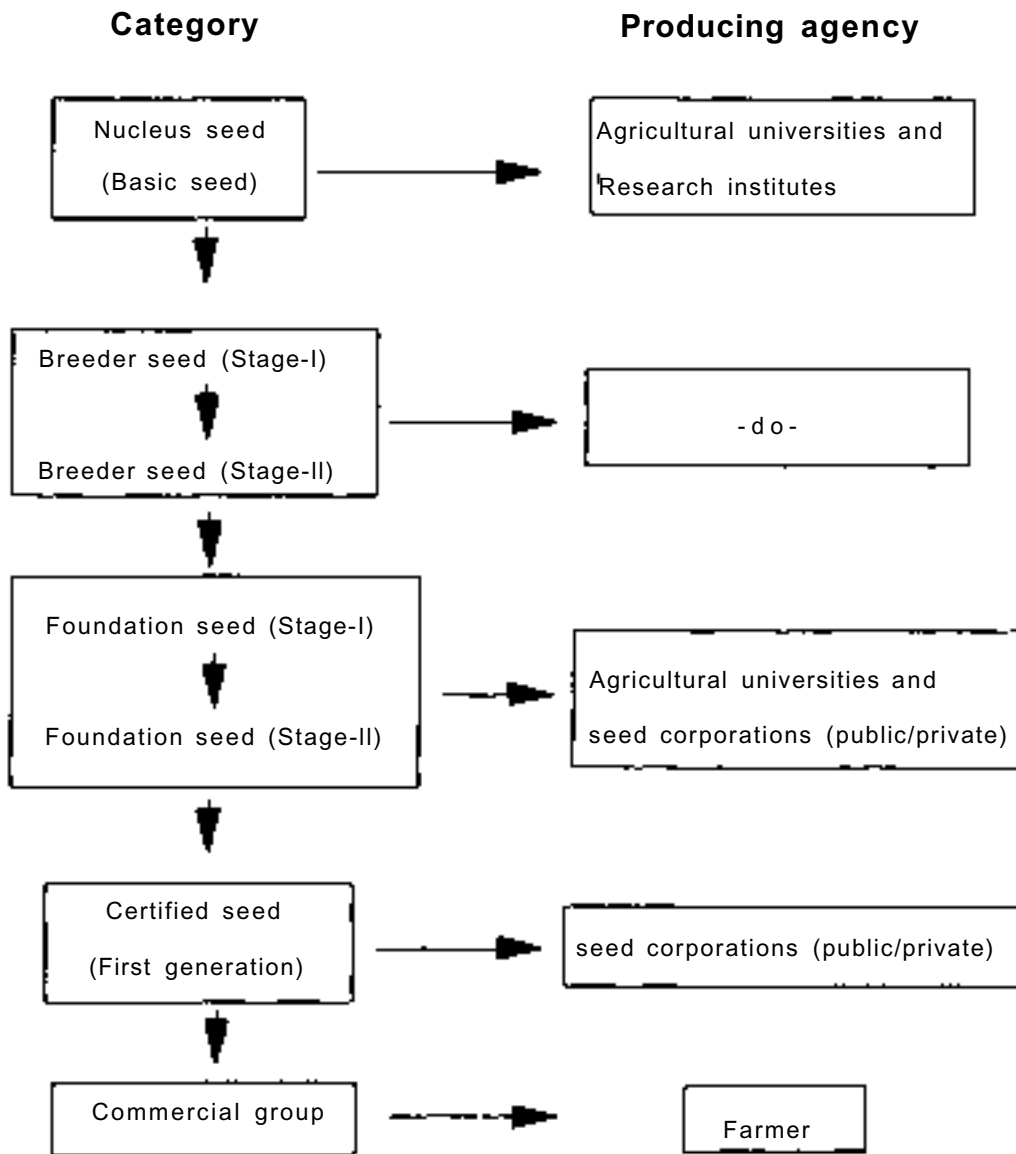 Category
Producing agency
Nucleus seed
(Basic seed)
Agricultural universities and
Research institutes
Breeder seed (Stage-I)
Breeder seed (Stage-II)
-do-
Foundation seed (Stage-I)
Foundation seed (Stage-II)
Agricultural universities and
seed corporations (public/private)
Certified seed
(First generation)
seed corporations (public/private)
Commercial group
Farmer